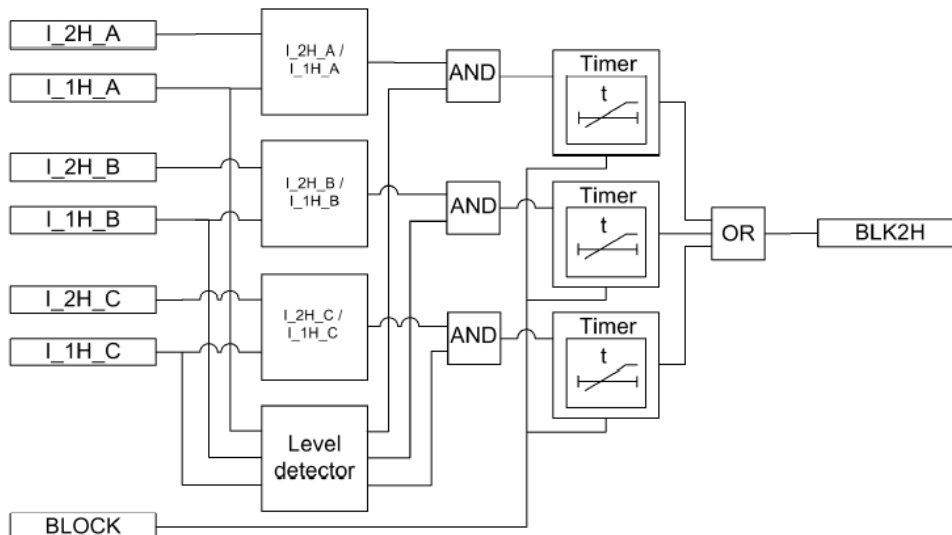 I_2H_A
I_1H_A
I_2H_B
I_1H_B
I_2H_C
I_1H_C
BLOCK
I_2H_A /
I_1H_A
I_2H_B /
I_1H_B
I_2H_C /
I_1H_C
Level
detector
AND
AND
AND
Timer
t
Timer
t
Timer
t
OR
BLK2H